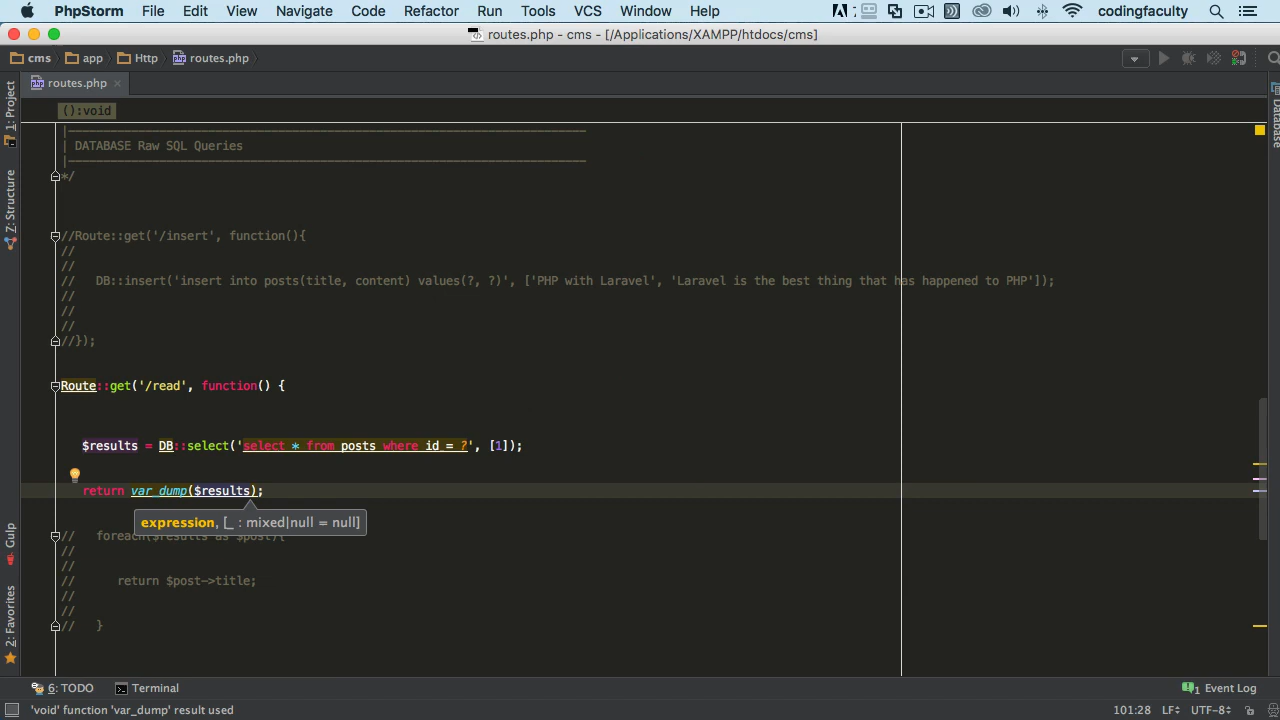 PhpStorm File Edit View Navigate Code Refactor Run Tools VCS Window Help codingfaculty
routes.php - cms - [/Applications/XAMPP/htdocs/cms]
cms app Http routes.php
routes.php
1: Project
Z: Structure
Gulp
2: Favorites
Database
():void
|--------------------------------------------------------------------------
| DATABASE Raw SQL Queries
|--------------------------------------------------------------------------
*/
//Route::get('/insert', function(){
//
//
//   DB::insert('insert into posts(title, content) values(?, ?)', ['PHP with Laravel', 'Laravel is the best thing that has happened to PHP']);
//
//
//
//});
Route::get('/read', function() {
$results = DB::select('select * from posts where id = ?', [1]);
return var_dump($results);
expression, [_ : mixed|null = null]
//   foreach($results as $post){
//
//
//      return $post->title;
//
//
//   }
6: TODO Terminal 1 Event Log
'void' function 'var_dump' result used 101:28 LF UTF-8